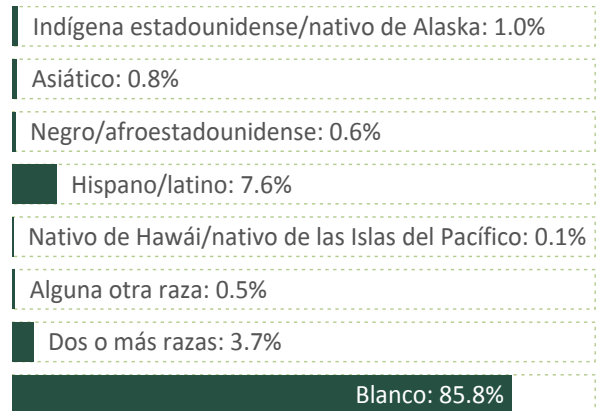 Indígena estadounidense/nativo de Alaska: 1.0%
Asiático: 0.8%
Negro/afroestadounidense: 0.6%
Hispano/latino: 7.6%
Nativo de Hawái/nativo de las Islas del Pacífico: 0.1%
Alguna otra raza: 0.5%
Dos o más razas: 3.7%
Blanco: 85.8%